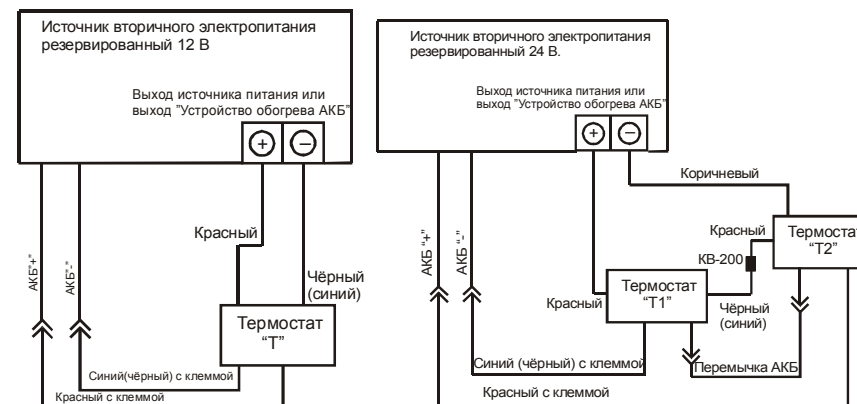 Источник вторичного электропитания
резервированный 12 В
Выход источника питания или
выход "Устройство обогрева АКБ"
+ −
Красный
Чёрный
(синий)
АКБ"+"
АКБ"-"
Термостат
"Т"
Синий(чёрный) с клеммой
Красный с клеммой
Источник вторичного электропитания
резервированный 24 В.
Выход источника питания или
выход "Устройство обогрева АКБ"
+ −
Коричневый
Красный
Термостат
"Т2"
КВ-200
АКБ "+"
АКБ "-"
Красный
Термостат
"Т1"
Чёрный
(синий)
Синий (чёрный) с клеммой
Перемычка АКБ
Красный с клеммой